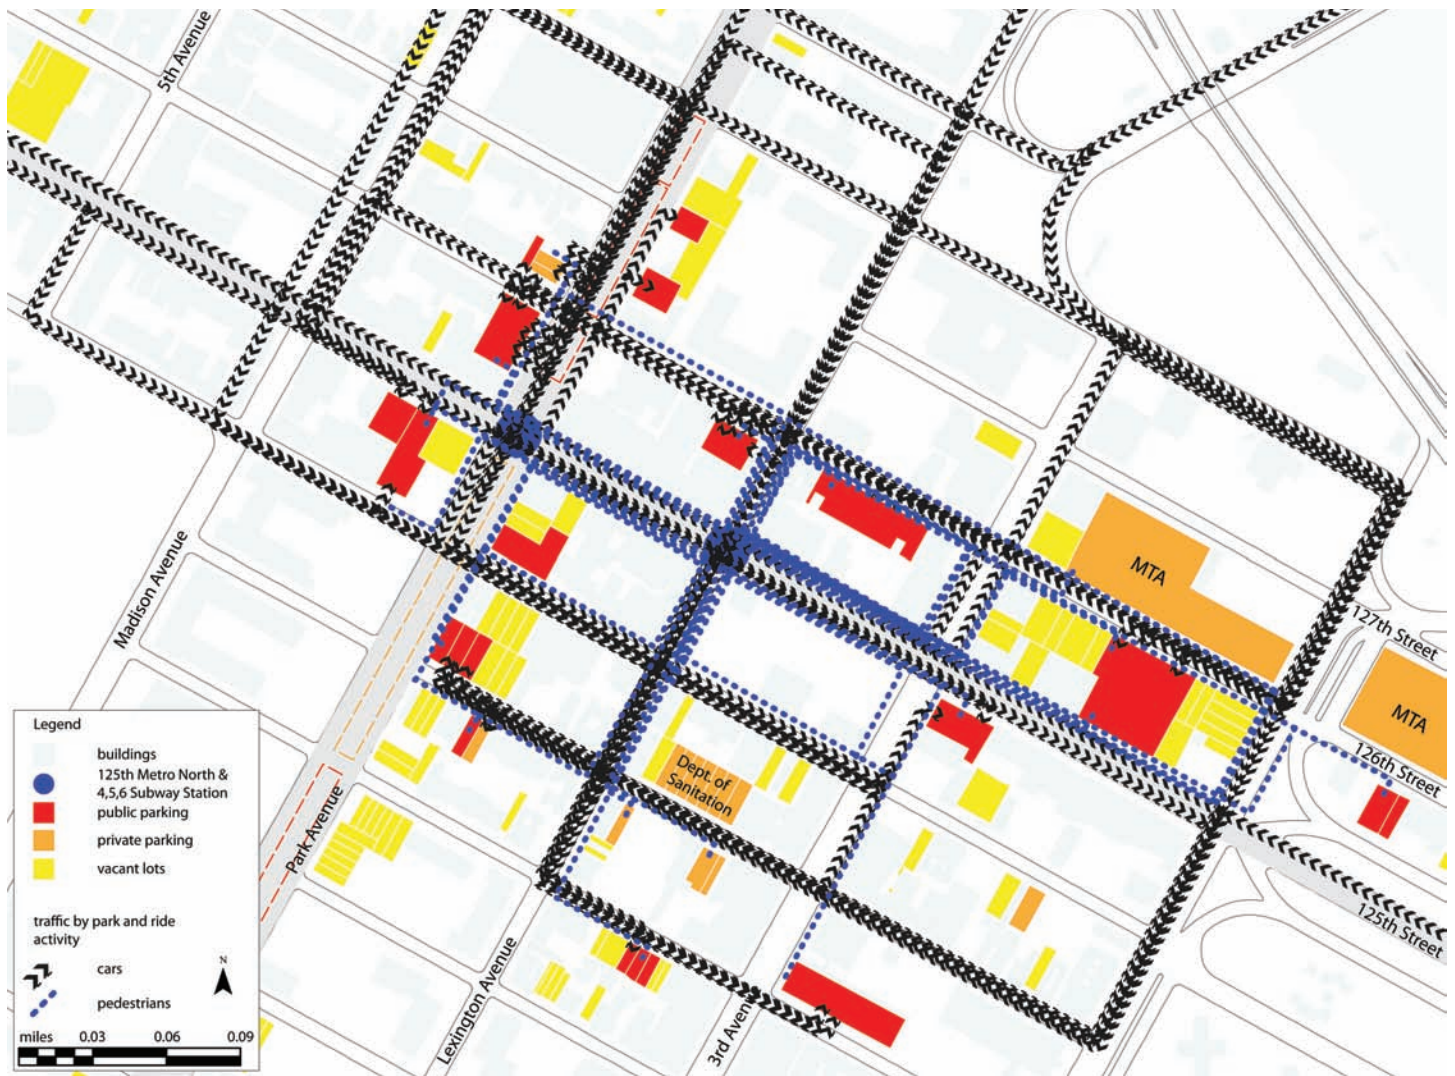 5th Avenue
Madison Avenue
MTA
127th Street
MTA
126th Street
Dept. of
Sanitation
Park Avenue
125th Street
Lexington Avenue
3rd Avenu
Legend
buildings
125th Metro North &
4,5,6 Subway Station
public parking
private parking
vacant lots
traffic by park and ride
activity
cars
N
pedestrians
miles 0.03 0.06 0.09